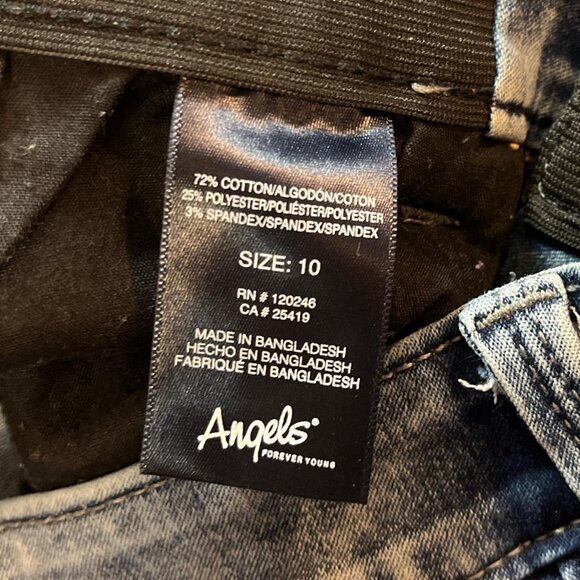 72% COTTON/ALGODÓN/COTON
25% POLYESTER/POLIÉSTER/POLYESTER
3% SPANDEX/SPANDEX/SPANDEX
SIZE: 10
RN # 120246
CA # 25419
MADE IN BANGLADESH
HECHO EN BANGLADESH
FABRIQUÉ EN BANGLADESH
Angels®
FOREVER YOUNG